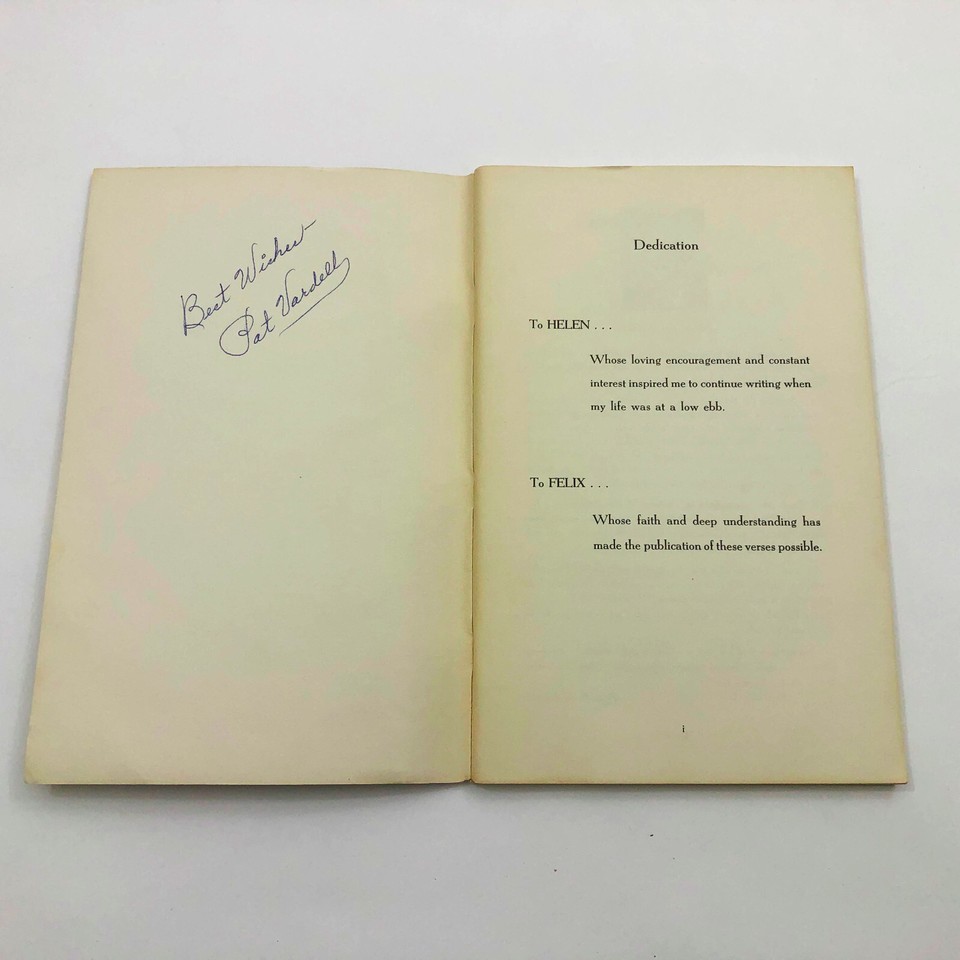 Best Wishes
Pat Vardell
Dedication
To HELEN . . .
Whose loving encouragement and constant
interest inspired me to continue writing when
my life was at a low ebb.
To FELIX . . .
Whose faith and deep understanding has
made the publication of these verses possible.
i